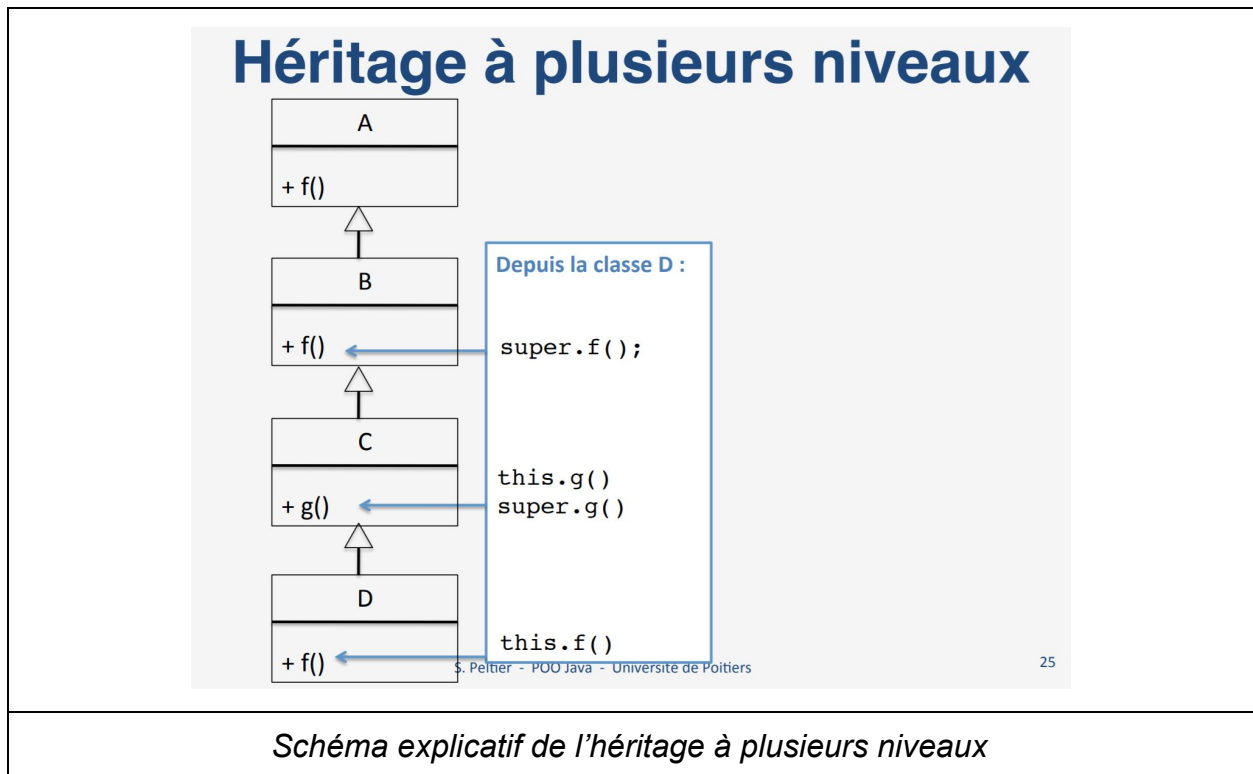 Héritage à plusieurs niveaux
A
+ f()
B
+ f()
C
+ g()
D
+ f()
Depuis la classe D :
super.f();
this.g()
super.g()
this.f()
S. Peltier - POO Java - Université de Poitiers
25
Schéma explicatif de l’héritage à plusieurs niveaux